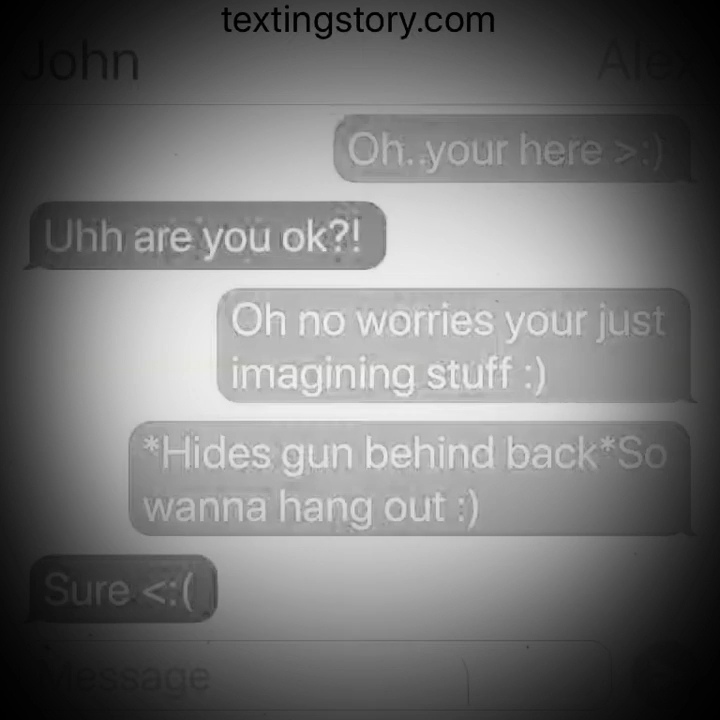 textingstory.com
John Alex
Oh..your here >:)
Uhh are you ok?!
Oh no worries your just
imagining stuff :)
*Hides gun behind back*So
wanna hang out :)
Sure <:(
Message